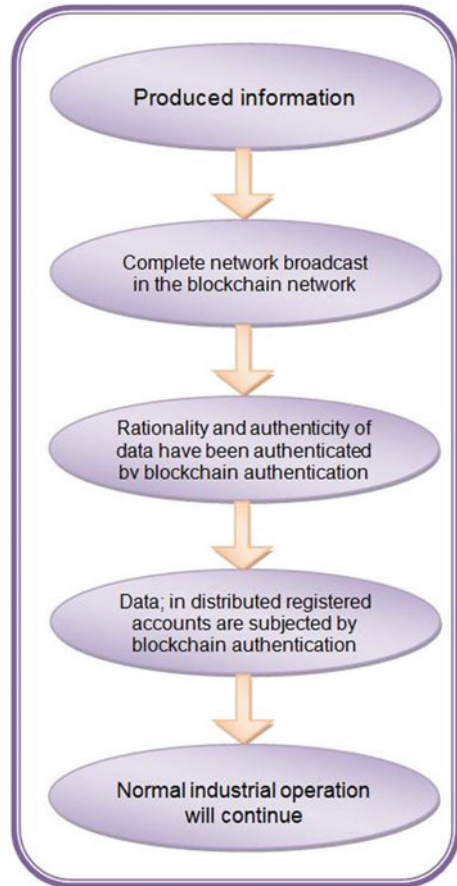 Produced information
Complete network broadcast
in the blockchain network
Rationality and authenticity of
data have been authenticated
by blockchain authentication
Data; in distributed registered
accounts are subjected by
blockchain authentication
Normal industrial operation
will continue